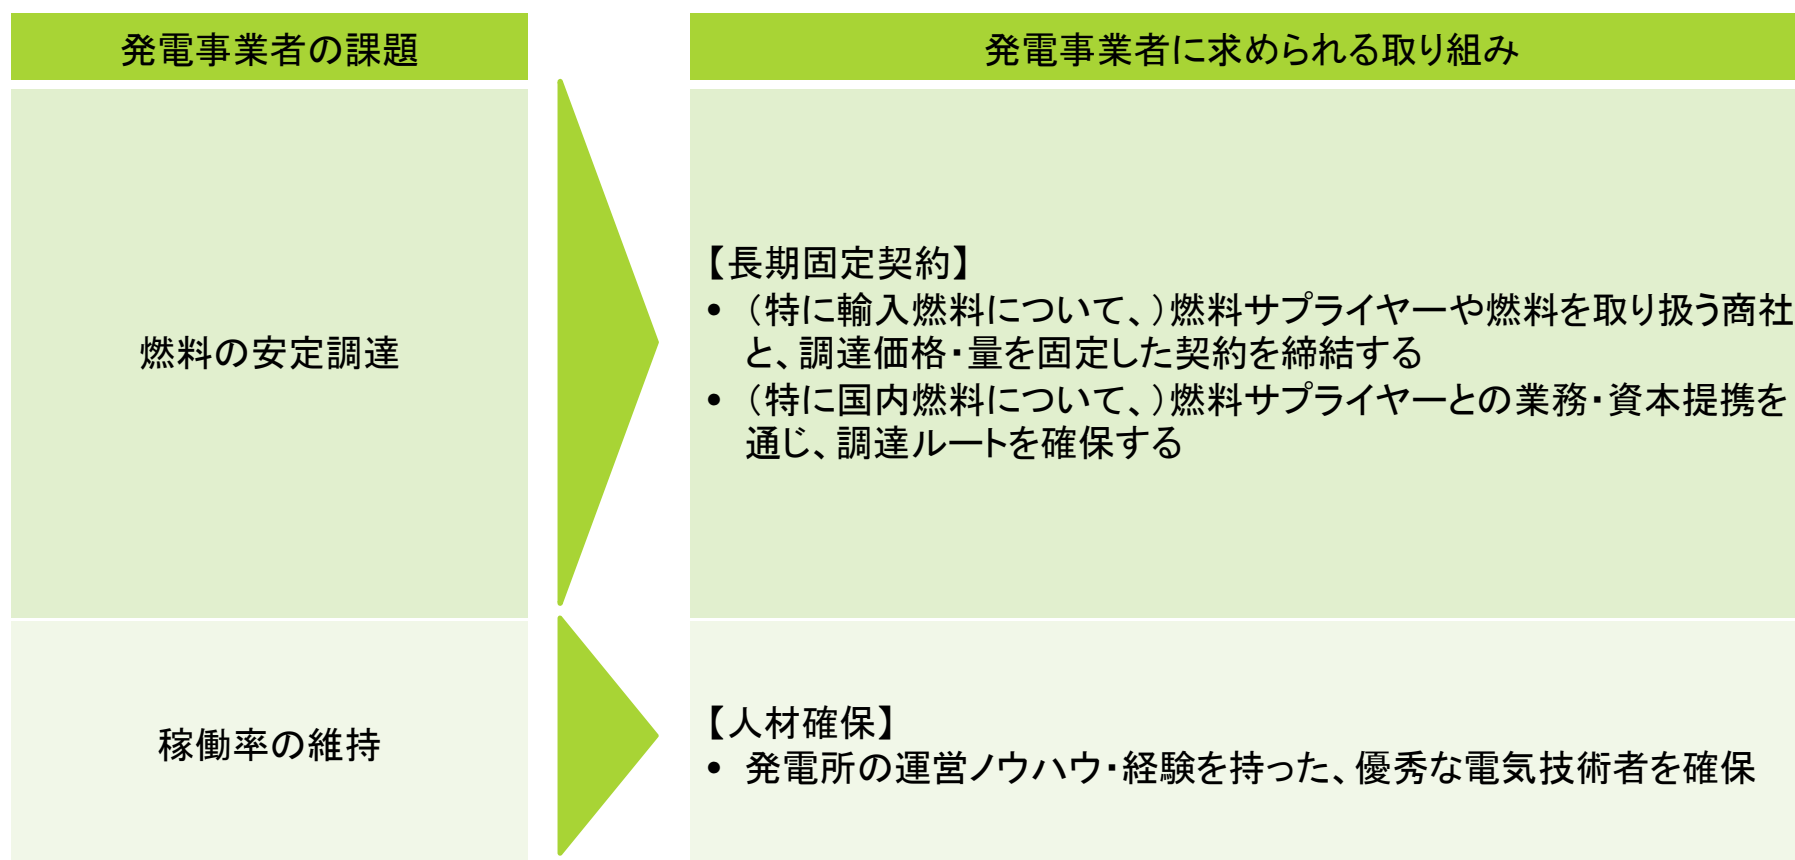 発電事業者の課題
発電事業者に求められる取り組み
燃料の安定調達
【長期固定契約】
• （特に輸入燃料について、）燃料サプライヤーや燃料を取り扱う商社
と、調達価格・量を固定した契約を締結する
• （特に国内燃料について、）燃料サプライヤーとの業務・資本提携を
通じ、調達ルートを確保する
稼働率の維持
【人材確保】
• 発電所の運営ノウハウ・経験を持った、優秀な電気技術者を確保